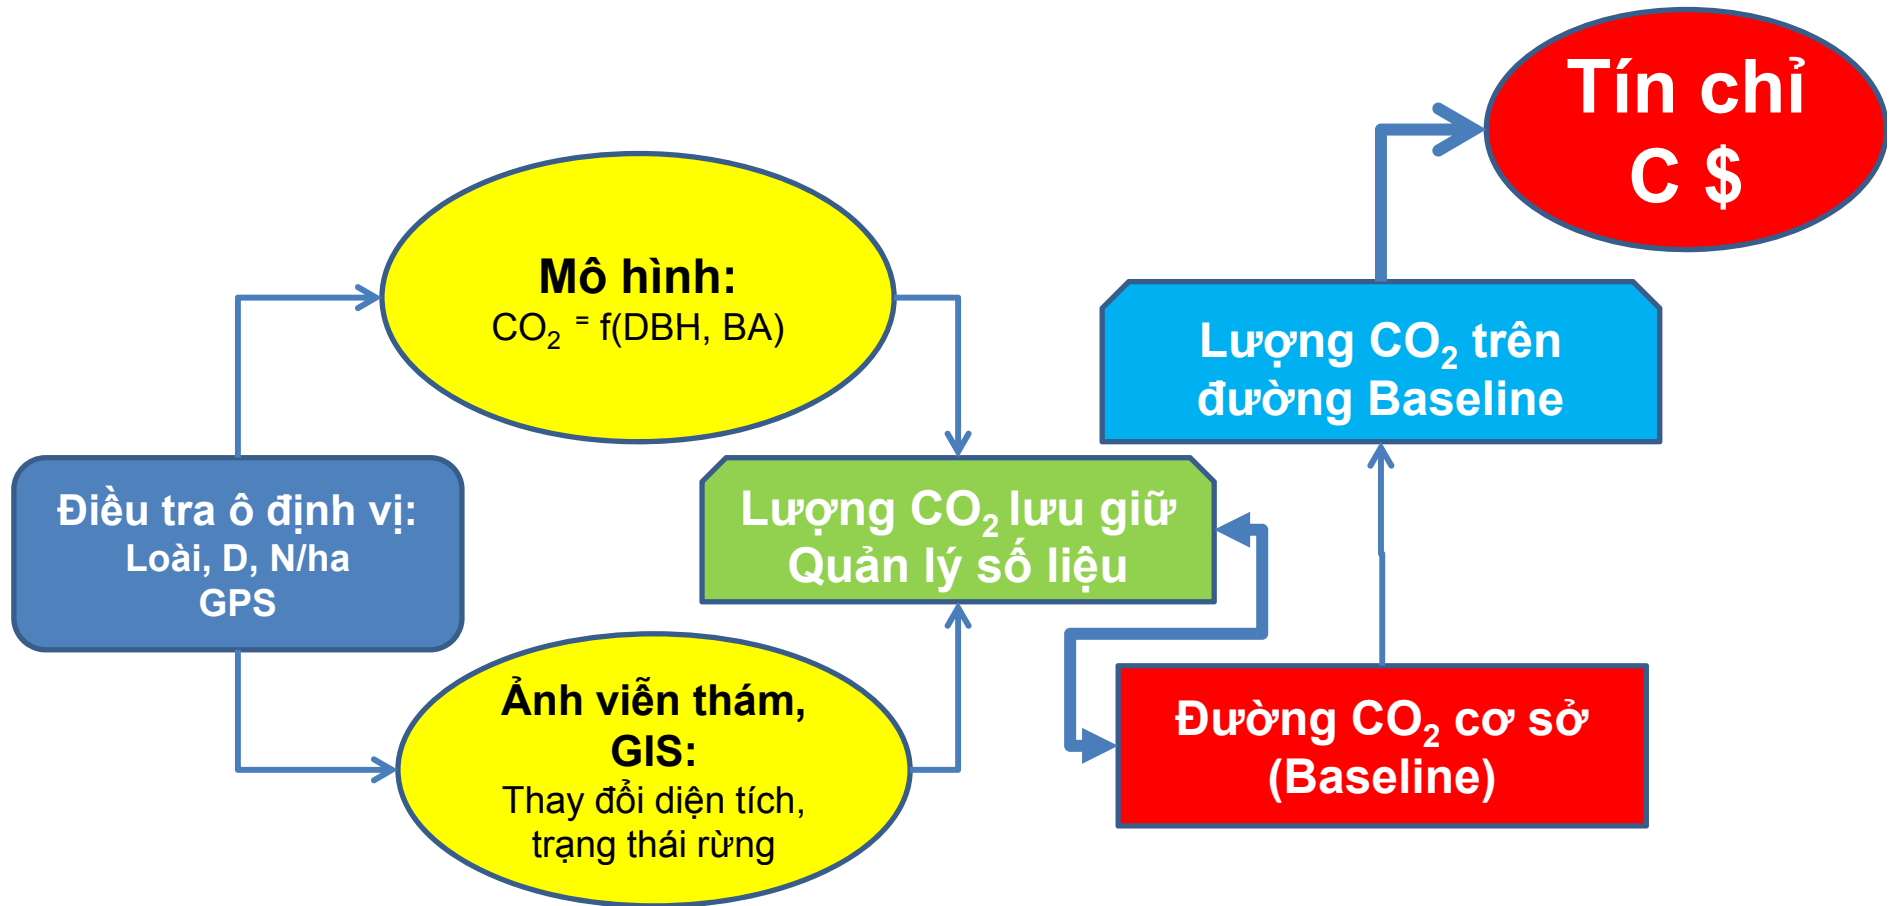 Tín chỉ
C $
Mô hình:
CO₂ = f(DBH, BA)
Lượng CO₂ trên
đường Baseline
Điều tra ô định vị:
Loài, D, N/ha
GPS
Lượng CO₂ lưu giữ
Quản lý số liệu
Ảnh viễn thám,
GIS:
Thay đổi diện tích,
trạng thái rừng
Đường CO₂ cơ sở
(Baseline)